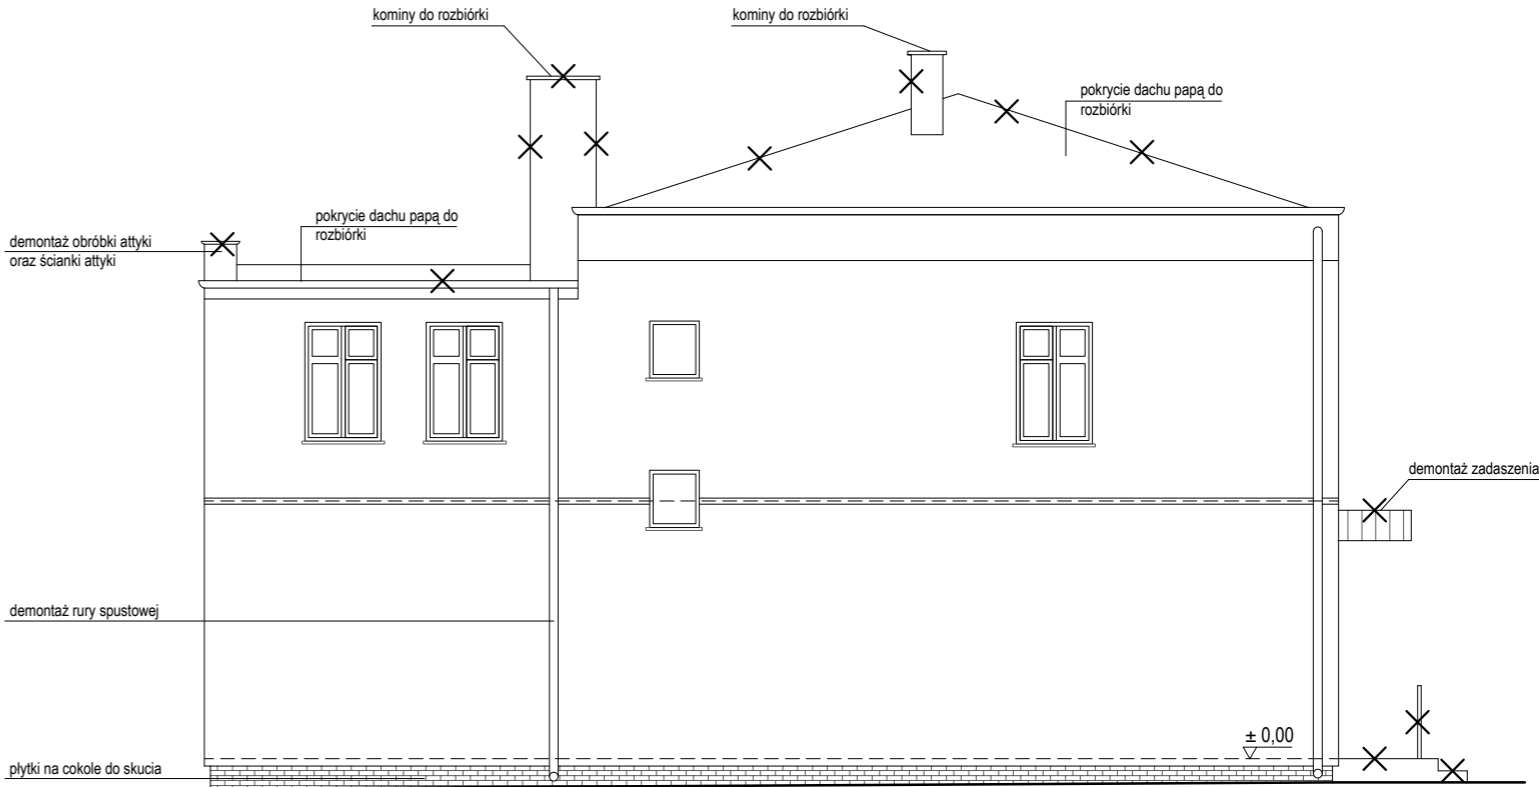 kominy do rozbiórki
kominy do rozbiórki
pokrycie dachu papą do
rozbiórki
pokrycie dachu papą do
rozbiórki
demontaż obróbki attyki
oraz ścianki attyki
demontaż zadaszenia
demontaż rury spustowej
± 0,00
płytki na cokole do skucia